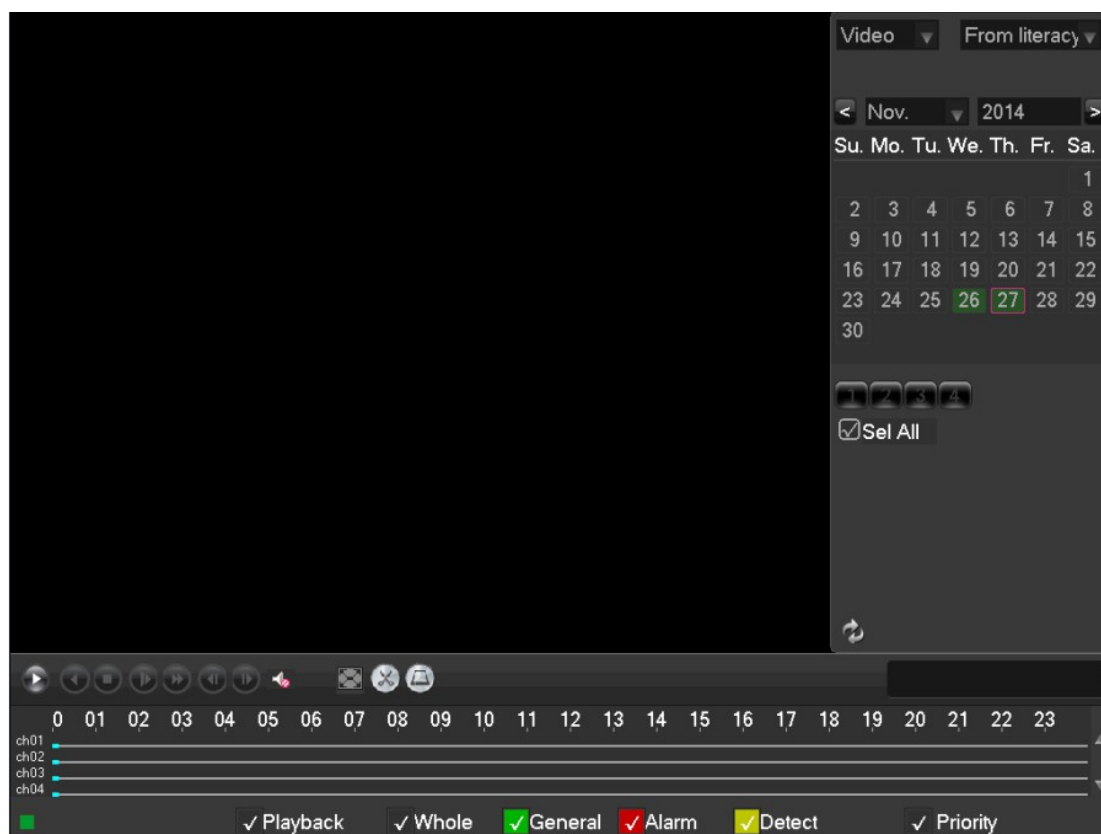 Video From literacy
< Nov. 2014 >
Su. Mo. Tu. We. Th. Fr. Sa.
1
2 3 4 5 6 7 8
9 10 11 12 13 14 15
16 17 18 19 20 21 22
23 24 25 26 27 28 29
30
1 2 3 4
Sel All
0 01 02 03 04 05 06 07 08 09 10 11 12 13 14 15 16 17 18 19 20 21 22 23
ch01
ch02
ch03
ch04
Playback Whole General Alarm Detect Priority